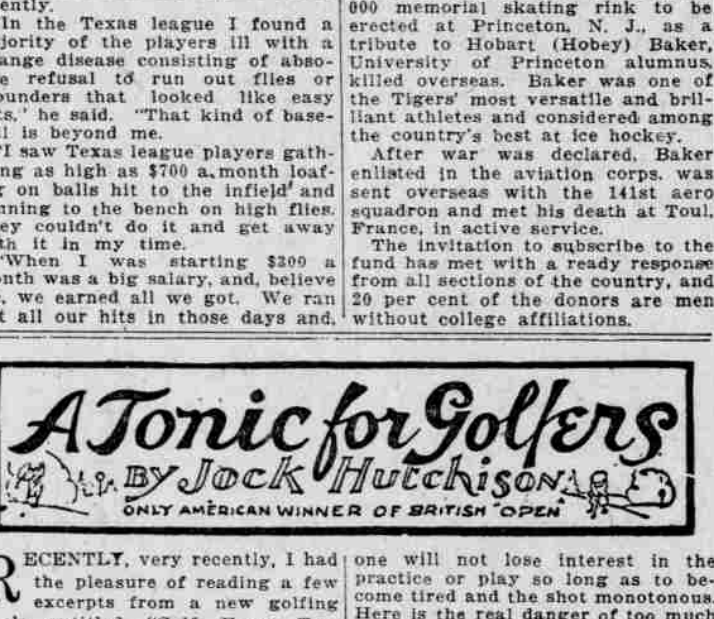 ently.
In the Texas league I found a
jority of the players ill with a
ange disease consisting of abso-
e refusal to run out flies or
ounders that looked like easy
ts," he said. "That kind of base-
l is beyond me.
"I saw Texas league players gath-
ng as high as $700 a month loaf-
g on balls hit to the infield and
nning to the bench on high flies.
ey couldn't do it and get away
th it in my time.
"When I was starting $200 a
onth was a big salary, and, believe
, we earned all we got. We ran
t all our hits in those days and,
000 memorial skating rink to be
erected at Princeton, N. J., as a
tribute to Hobart (Hobey) Baker,
University of Princeton alumnus,
killed overseas. Baker was one of
the Tigers' most versatile and bril-
liant athletes and considered among
the country's best at ice hockey.
After war was declared, Baker
enlisted in the aviation corps, was
sent overseas with the 141st aero
squadron and met his death at Toul,
France, in active service.
The invitation to subscribe to the
fund has met with a ready response
from all sections of the country, and
20 per cent of the donors are men
without college affiliations.
A Tonic for Golfers
BY Jock Hutchison
ONLY AMERICAN WINNER OF BRITISH "OPEN"
RECENTLY, very recently, I had
the pleasure of reading a few
excerpts from a new golfing
one will not lose interest in the
practice or play so long as to be-
come tired and the shot monotonous.
Here is the real danger of too much